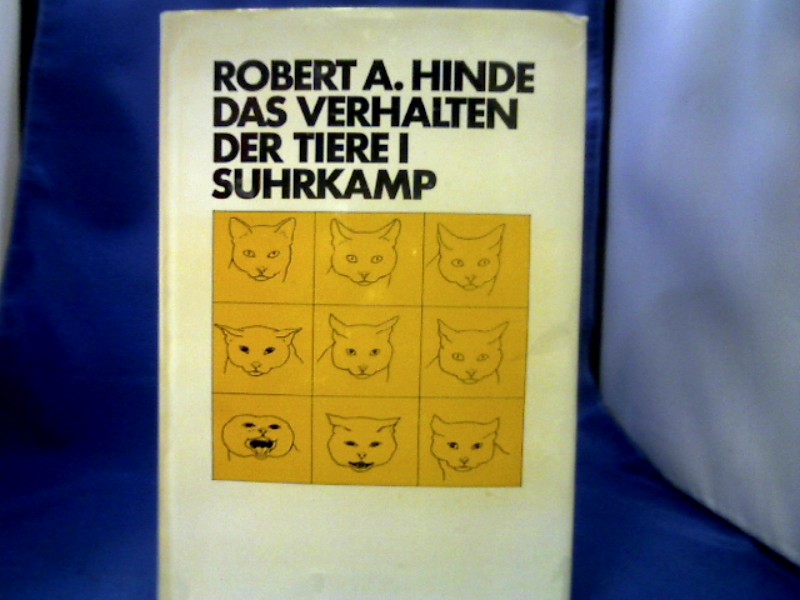 ROBERT A. HINDE
DAS VERHALTEN
DER TIERE I
SUHRKAMP